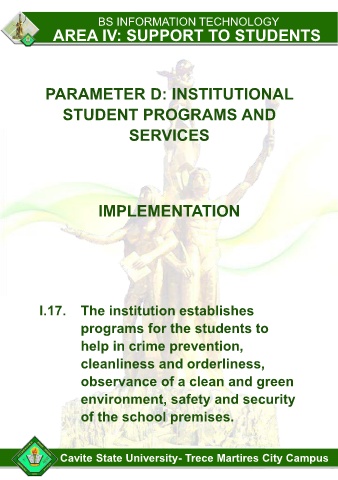 BS INFORMATION TECHNOLOGY
AREA IV: SUPPORT TO STUDENTS
PARAMETER D: INSTITUTIONAL
STUDENT PROGRAMS AND
SERVICES
IMPLEMENTATION
I.17. The institution establishes
programs for the students to
help in crime prevention,
cleanliness and orderliness,
observance of a clean and green
environment, safety and security
of the school premises.
Cavite State University- Trece Martires City Campus